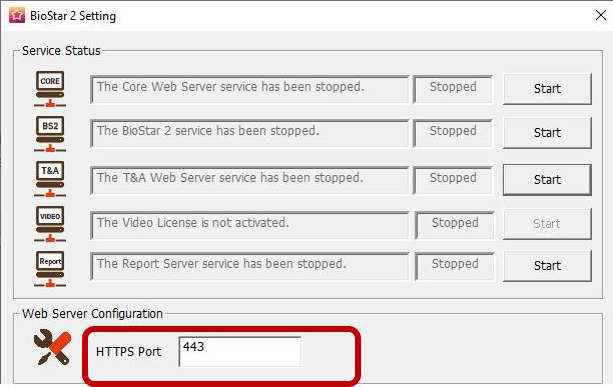 BioStar 2 Setting
Service Status
CORE The Core Web Server service has been stopped. Stopped Start
BS2 The BioStar 2 service has been stopped. Stopped Start
T&A The T&A Web Server service has been stopped. Stopped Start
VIDEO The Video License is not activated. Stopped Start
Report The Report Server service has been stopped. Stopped Start
Web Server Configuration
HTTPS Port 443